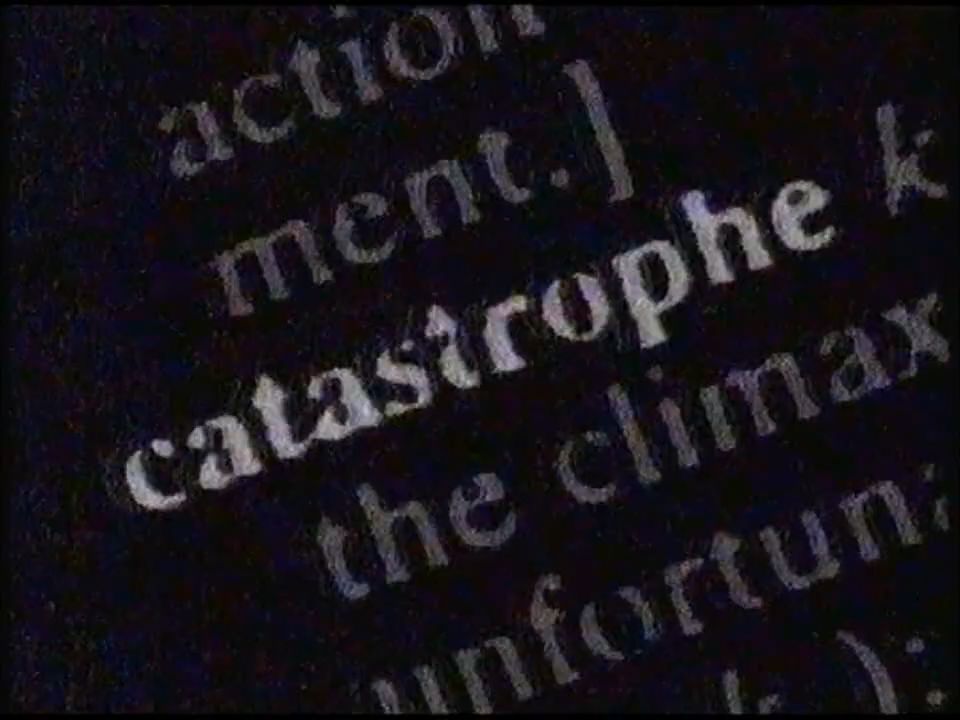 action
ment.]
catastrophe k
the climax
unfortun
k.):